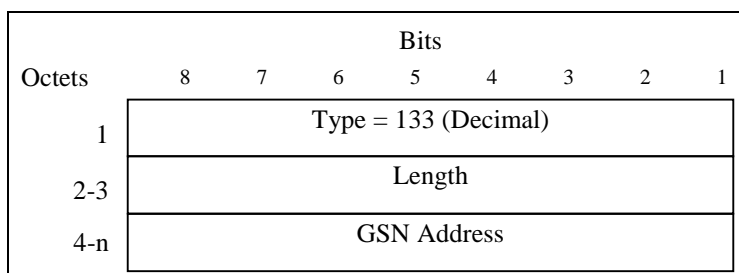 Bits
Octets 8 7 6 5 4 3 2 1
1 Type = 133 (Decimal)
2-3 Length
4-n GSN Address